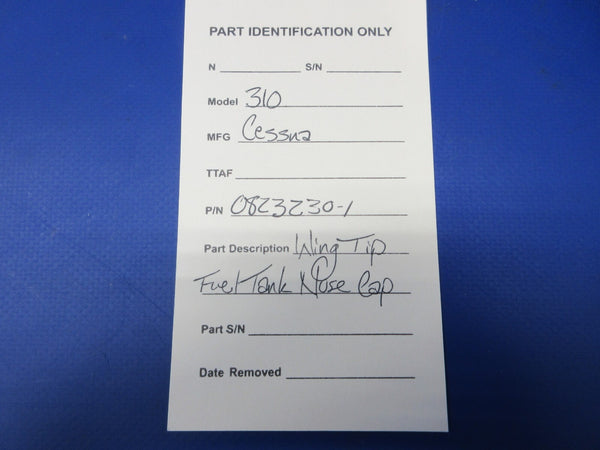 PART IDENTIFICATION ONLY
N S/N
Model 310
MFG Cessna
TTAF
P/N 0823230-1
Part Description Wing Tip
Fuel Tank Nose Cap
Part S/N
Date Removed